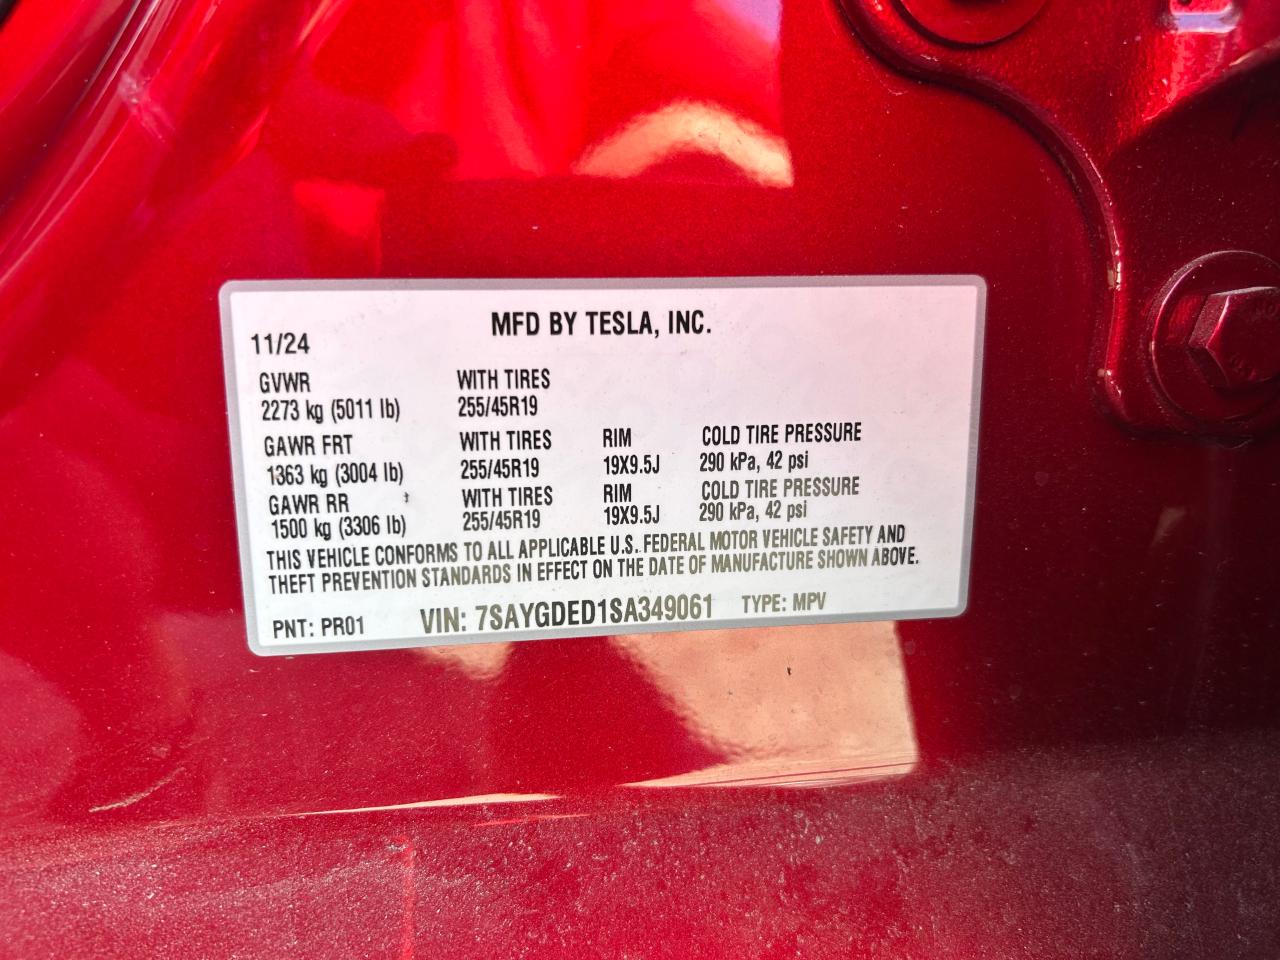 MFD BY TESLA, INC.
11/24
GVWR WITH TIRES
2273 kg (5011 lb) 255/45R19
GAWR FRT WITH TIRES RIM COLD TIRE PRESSURE
1363 kg (3004 lb) 255/45R19 19X9.5J 290 kPa, 42 psi
GAWR RR WITH TIRES RIM COLD TIRE PRESSURE
1500 kg (3306 lb) 255/45R19 19X9.5J 290 kPa, 42 psi
THIS VEHICLE CONFORMS TO ALL APPLICABLE U.S. FEDERAL MOTOR VEHICLE SAFETY AND
THEFT PREVENTION STANDARDS IN EFFECT ON THE DATE OF MANUFACTURE SHOWN ABOVE.
PNT: PR01 VIN: 7SAYGDED1SA349061 TYPE: MPV